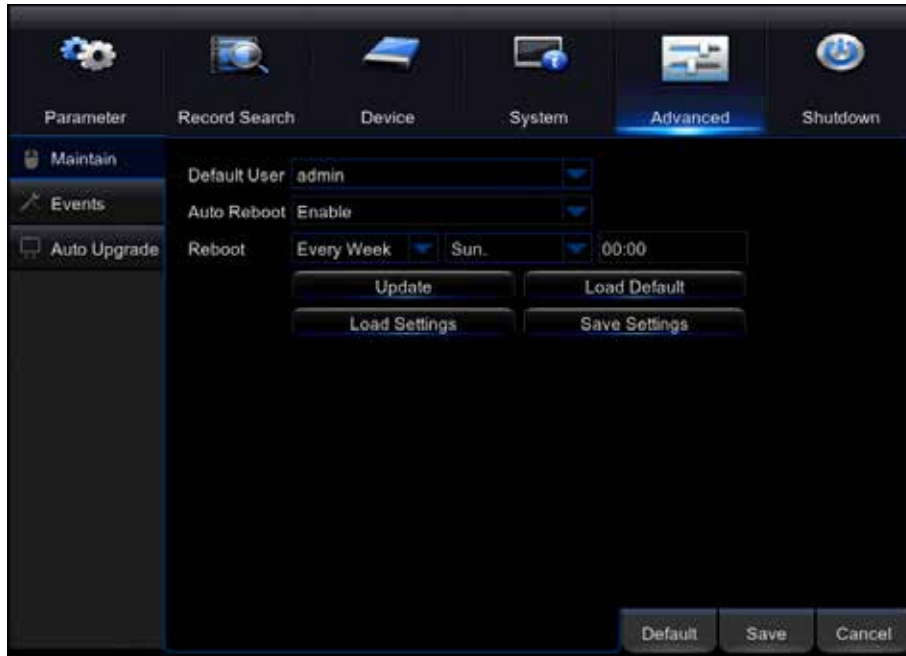 Parameter Record Search Device System Advanced Shutdown
Maintain
Events
Auto Upgrade
Default User admin
Auto Reboot Enable
Reboot Every Week Sun. 00:00
Update Load Default
Load Settings Save Settings
Default Save Cancel